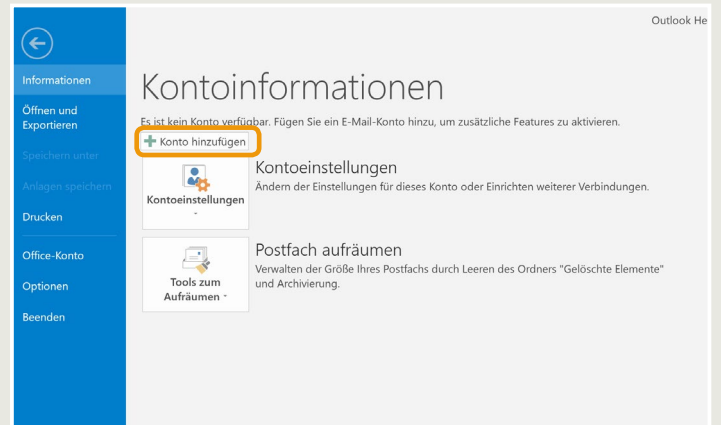 Outlook He
Informationen
Öffnen und
Exportieren
Speichern unter
Anlagen speichern
Drucken
Office-Konto
Optionen
Beenden
Kontoinformationen
Es ist kein Konto verfügbar. Fügen Sie ein E-Mail-Konto hinzu, um zusätzliche Features zu aktivieren.
Konto hinzufügen
Kontoeinstellungen
Kontoeinstellungen
Ändern der Einstellungen für dieses Konto oder Einrichten weiterer Verbindungen.
Tools zum
Aufräumen
Postfach aufräumen
Verwalten der Größe Ihres Postfachs durch Leeren des Ordners "Gelöschte Elemente"
und Archivierung.